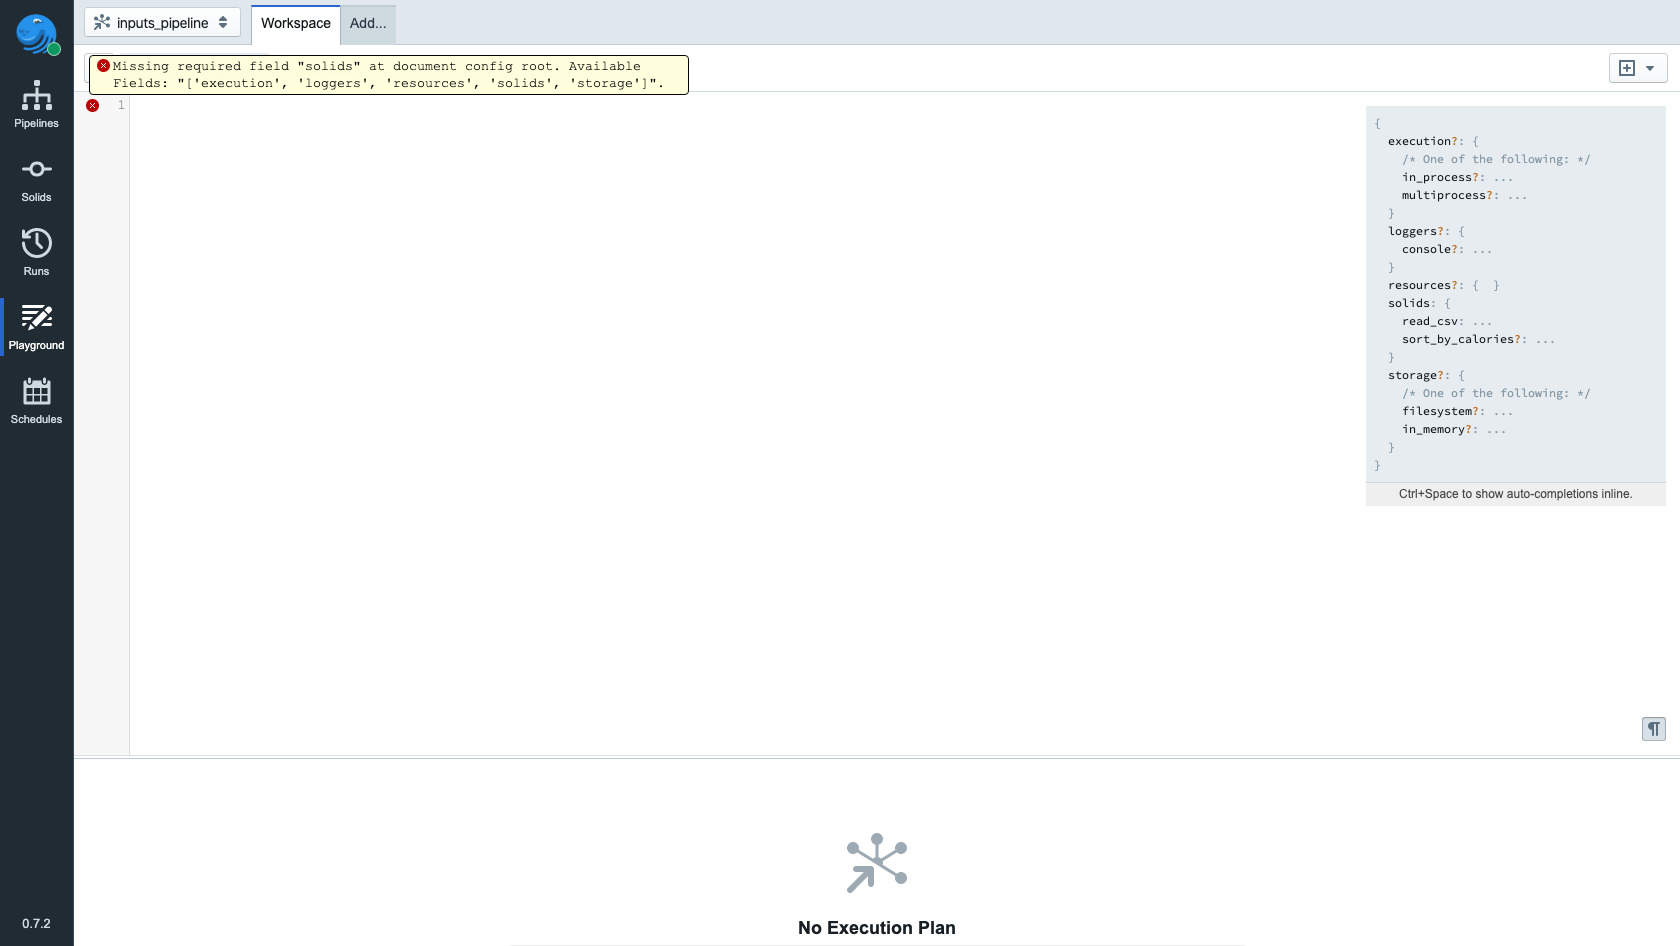 inputs_pipeline
Workspace
Add...
Missing required field "solids" at document config root. Available
Fields: "['execution', 'loggers', 'resources', 'solids', 'storage']".
1
Pipelines
Solids
Runs
Playground
Schedules
0.7.2
{
execution?: {
/* One of the following: */
in_process?: ...
multiprocess?: ...
}
loggers?: {
console?: ...
}
resources?: { }
solids: {
read_csv: ...
sort_by_calories?: ...
}
storage?: {
/* One of the following: */
filesystem?: ...
in_memory?: ...
}
}
Ctrl+Space to show auto-completions inline.
¶
No Execution Plan